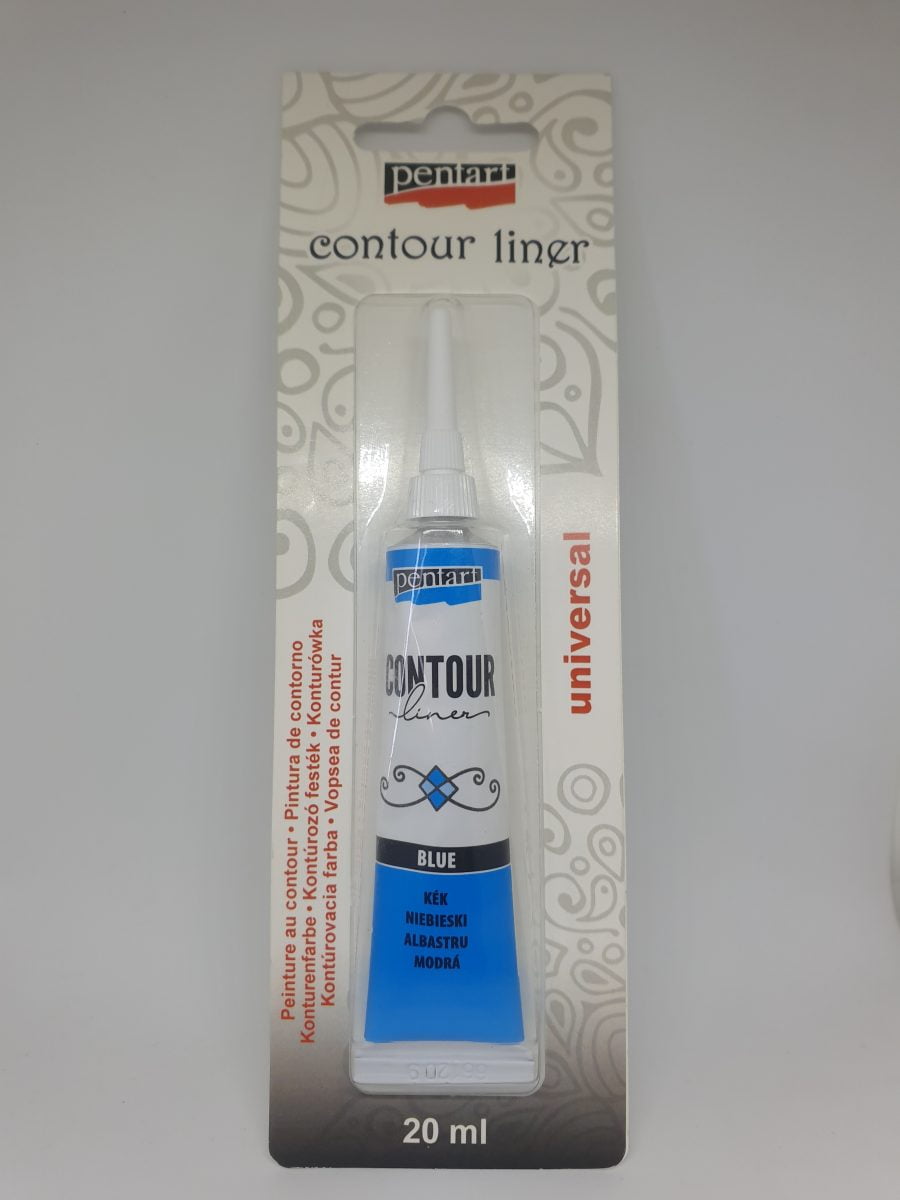 pentart
contour liner
pentart
CONTOUR
liner
BLUE
KÉK
NIEBIESKI
ALBASTRU
MODRÁ
universal
Peinture au contour • Pintura de contorno
Konturenfarbe • Kontúrozó festék • Konturówka
Kontúrovacia farba • Vopsea de contur
20 ml